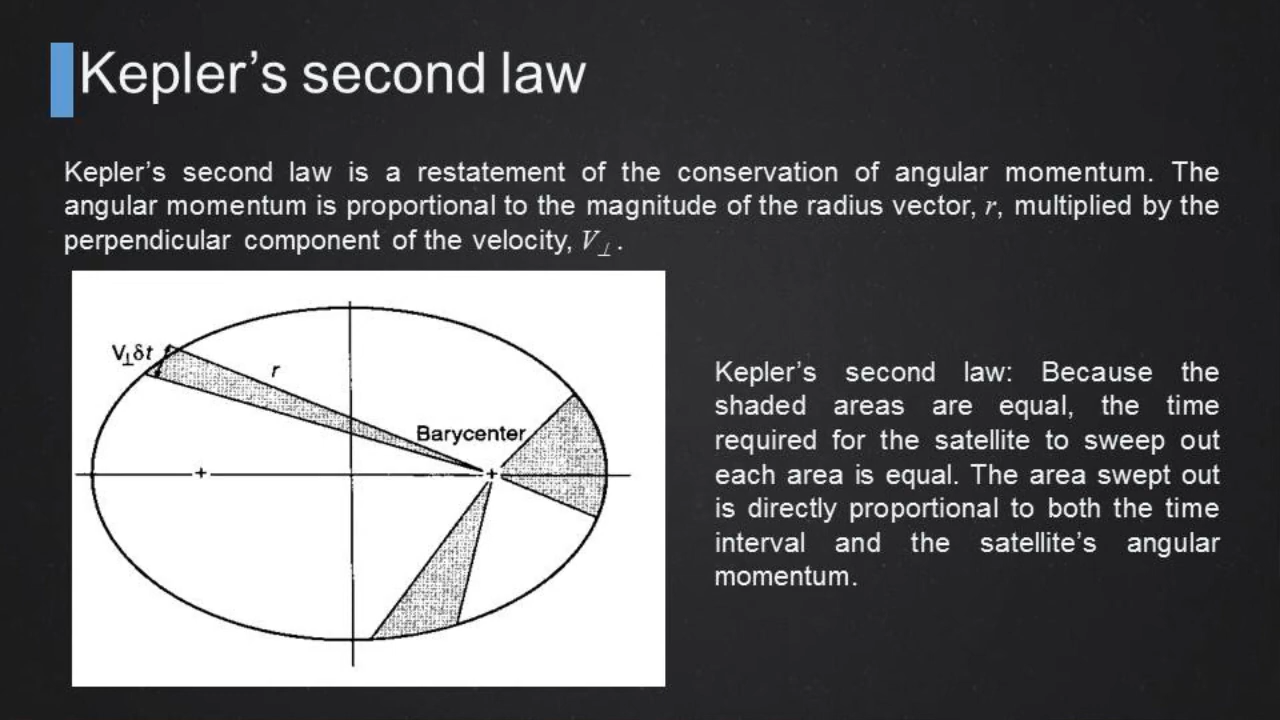 Kepler’s second law
Kepler’s second law is a restatement of the conservation of angular momentum. The
angular momentum is proportional to the magnitude of the radius vector, r, multiplied by the
perpendicular component of the velocity, V⊥ .
V⊥δt
r
Barycenter
Kepler’s second law: Because the
shaded areas are equal, the time
required for the satellite to sweep out
each area is equal. The area swept out
is directly proportional to both the time
interval and the satellite’s angular
momentum.